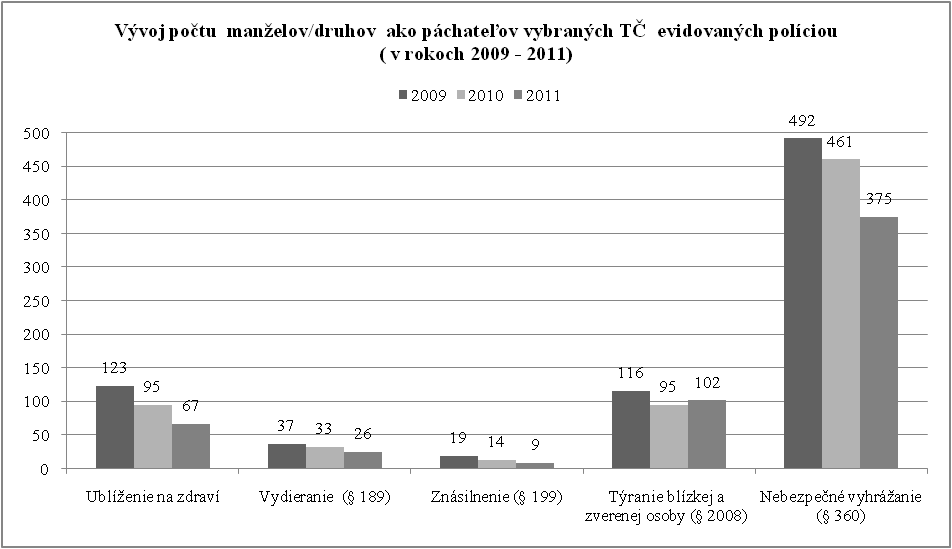 Vývoj počtu manželov/druhov ako páchateľov vybraných TČ evidovaných políciou
( v rokoch 2009 - 2011)
2009 2010 2011
500
450
400
350
300
250
200
150
100
50
0
123 95 67
37 33 26
19 14 9
116 95 102
492 461 375
Ublíženie na zdraví
Vydieranie (§ 189)
Znásilnenie (§ 199)
Týranie blízkej a
zverenej osoby (§ 2008)
Nebezpečné vyhrážanie
(§ 360)